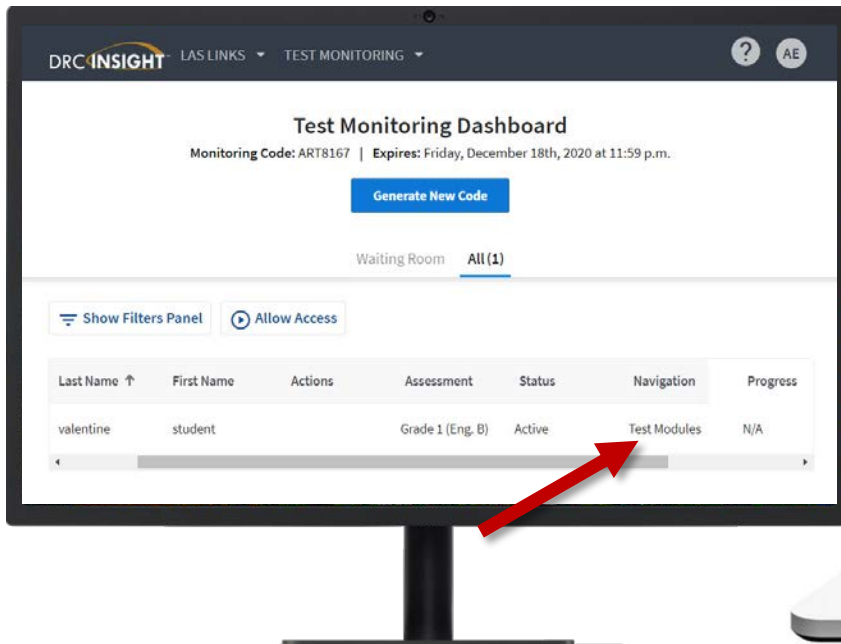 DRC INSIGHT LAS LINKS TEST MONITORING ? AE
Test Monitoring Dashboard
Monitoring Code: ART8167 | Expires: Friday, December 18th, 2020 at 11:59 p.m.
Generate New Code
Waiting Room All (1)
Show Filters Panel Allow Access
Last Name ↑ First Name Actions Assessment Status Navigation Progress
valentine student Grade 1 (Eng. B) Active Test Modules N/A